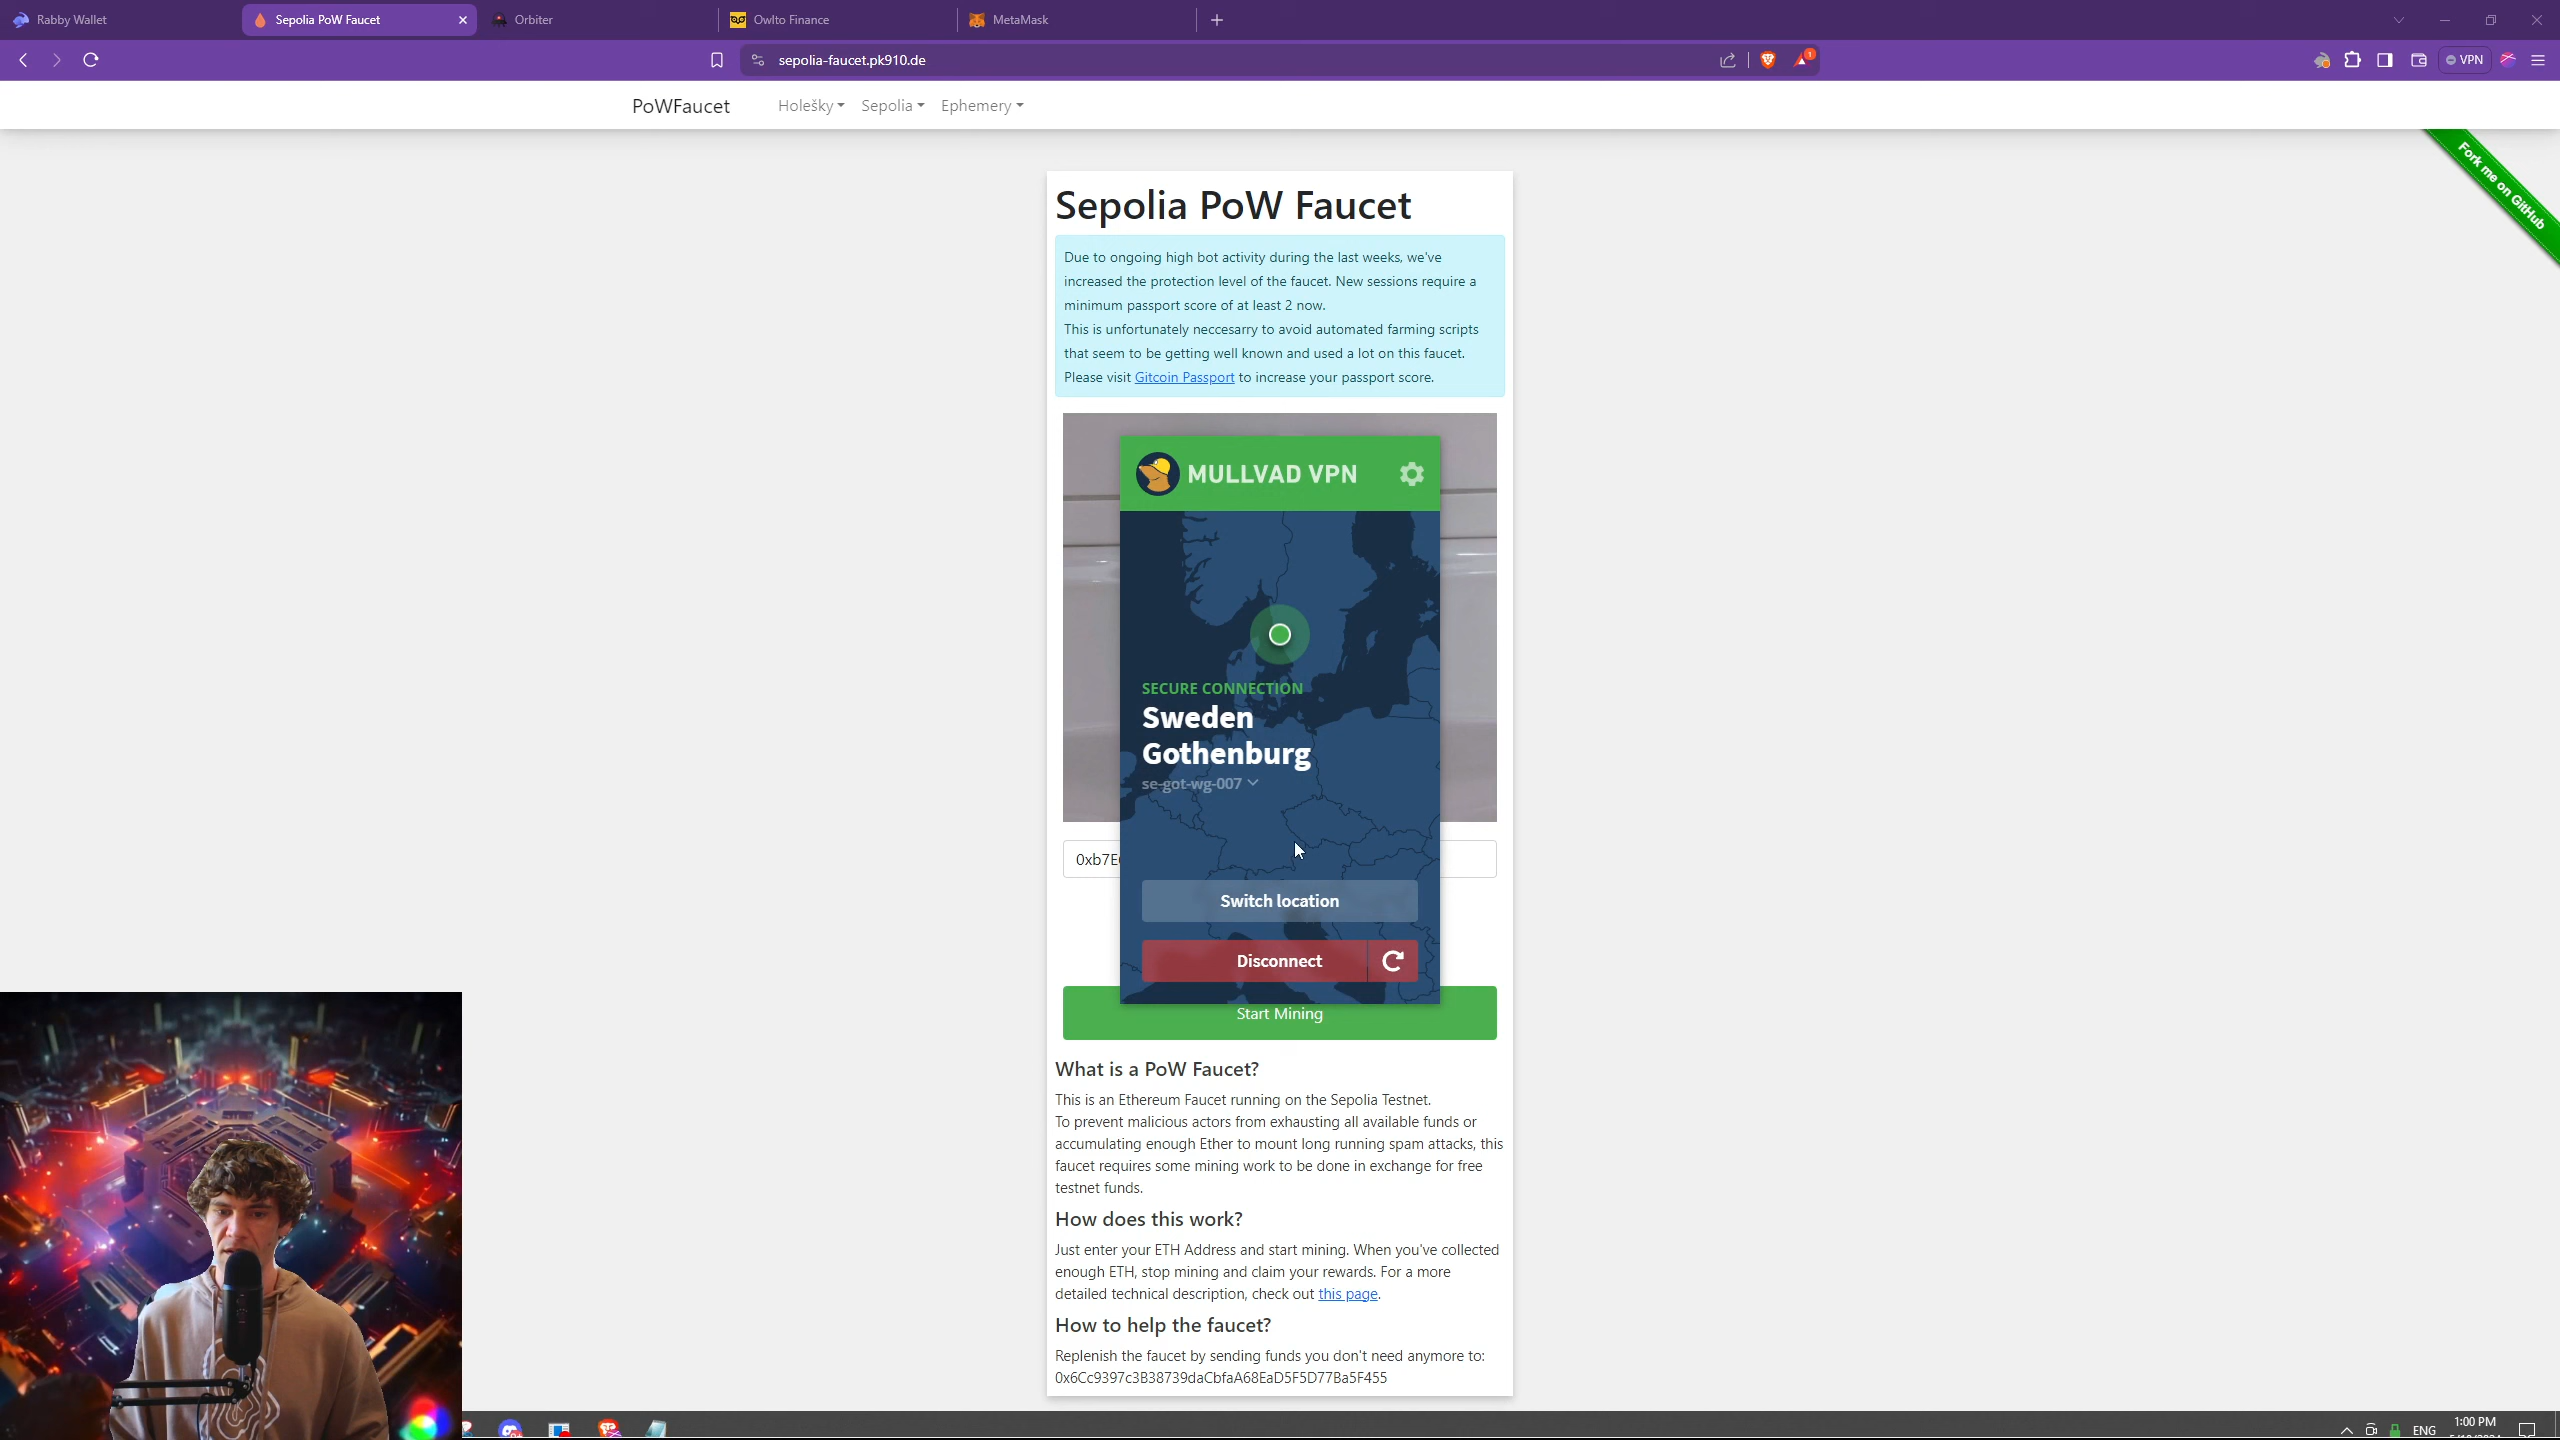 Rabby Wallet
Sepolia PoW Faucet
Orbiter
Owlto Finance
MetaMask
sepolia-faucet.pk910.de
1
VPN
PoWFaucet
Holešky
Sepolia
Ephemery
Fork me on GitHub
Sepolia PoW Faucet
Due to ongoing high bot activity during the last weeks, we've
increased the protection level of the faucet. New sessions require a
minimum passport score of at least 2 now.
This is unfortunately neccesarry to avoid automated farming scripts
that seem to be getting well known and used a lot on this faucet.
Please visit Gitcoin Passport to increase your passport score.
MULLVAD VPN
SECURE CONNECTION
Sweden
Gothenburg
se-got-wg-007
0xb7E
Switch location
Disconnect
Start Mining
What is a PoW Faucet?
This is an Ethereum Faucet running on the Sepolia Testnet.
To prevent malicious actors from exhausting all available funds or
accumulating enough Ether to mount long running spam attacks, this
faucet requires some mining work to be done in exchange for free
testnet funds.
How does this work?
Just enter your ETH Address and start mining. When you've collected
enough ETH, stop mining and claim your rewards. For a more
detailed technical description, check out this page.
How to help the faucet?
Replenish the faucet by sending funds you don't need anymore to:
0x6Cc9397c3B38739daCbfaA68EaD5F5D77Ba5F455
ENG
1:00 PM